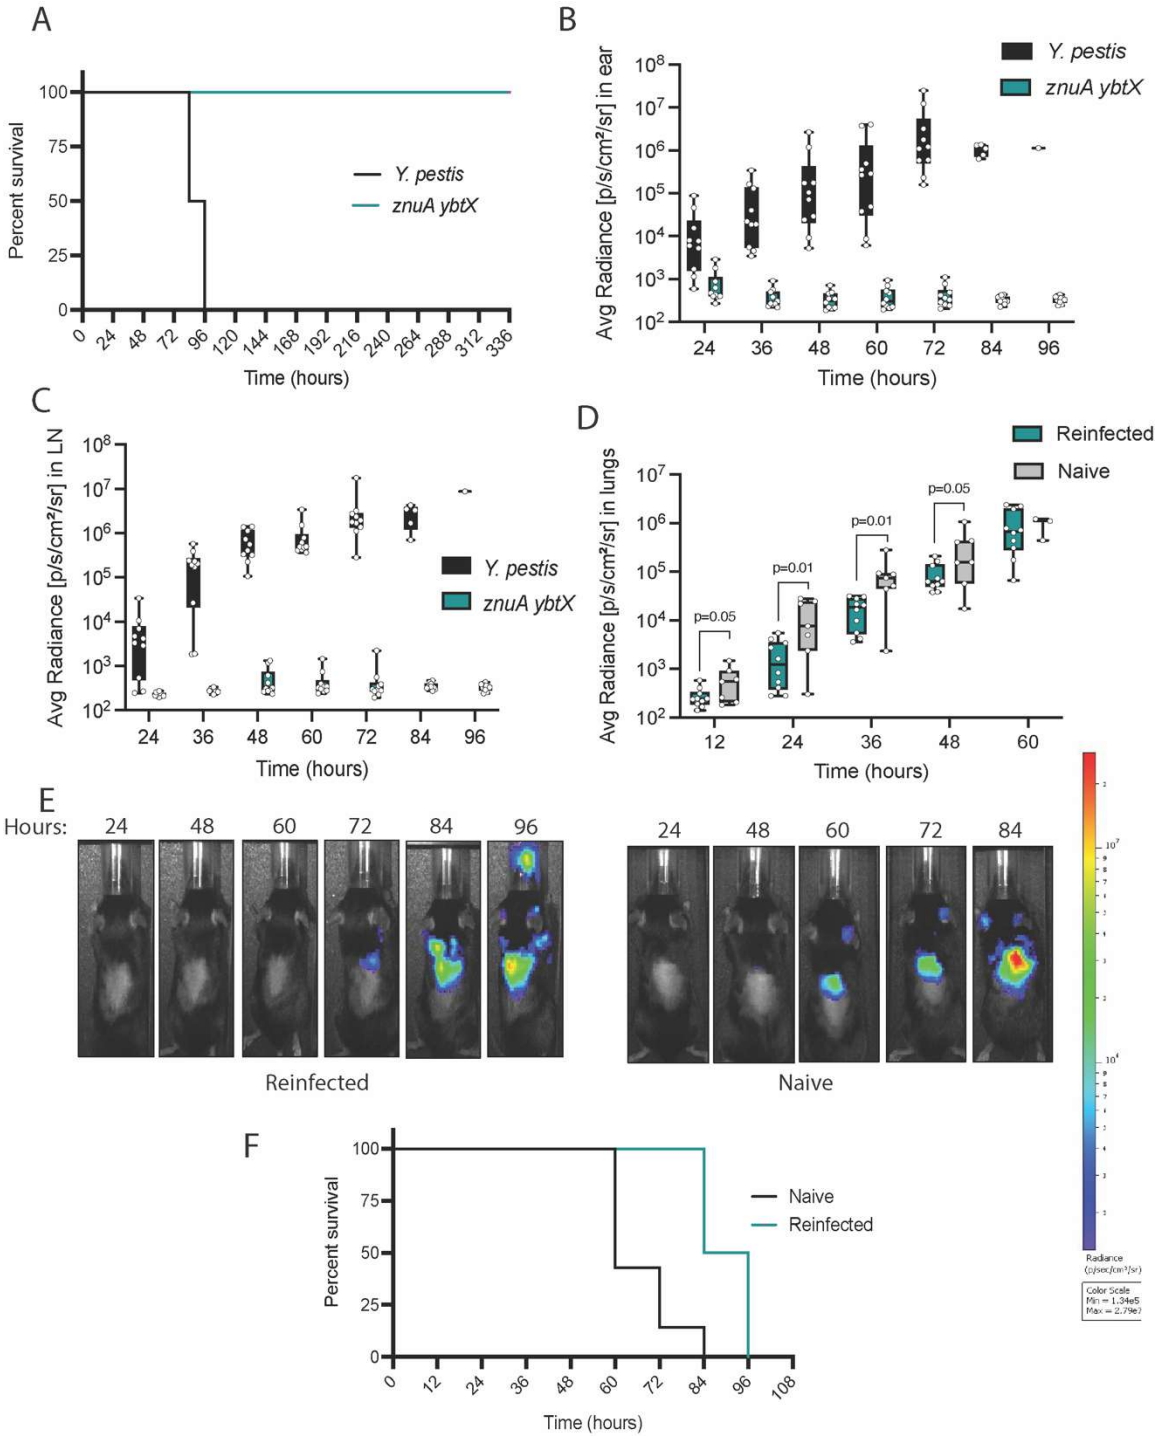 A
Percent survival
100
75
50
25
0
Y. pestis
znuA ybtX
0 24 48 72 96 120 144 168 192 216 240 264 288 312 336
Time (hours)
B
Avg Radiance [p/s/cm²/sr] in ear
10⁸
10⁷
10⁶
10⁵
10⁴
10³
10²
Y. pestis
znuA ybtX
24 36 48 60 72 84 96
Time (hours)
C
Avg Radiance [p/s/cm²/sr] in LN
10⁸
10⁷
10⁶
10⁵
10⁴
10³
10²
Y. pestis
znuA ybtX
24 36 48 60 72 84 96
Time (hours)
D
Avg Radiance [p/s/cm²/sr] in lungs
10⁷
10⁶
10⁵
10⁴
10³
10²
Reinfected
Naive
p=0.05
p=0.01
p=0.01
p=0.05
12 24 36 48 60
Time (hours)
E
Hours: 24 48 60 72 84 96
24 48 60 72 84
Reinfected
Naive
Radiance
(p/sec/cm²/sr)
Color Scale
Min = 1.34e5
Max = 2.79e7
F
Percent survival
100
75
50
25
0
Naive
Reinfected
0 12 24 36 48 60 72 84 96 108
Time (hours)